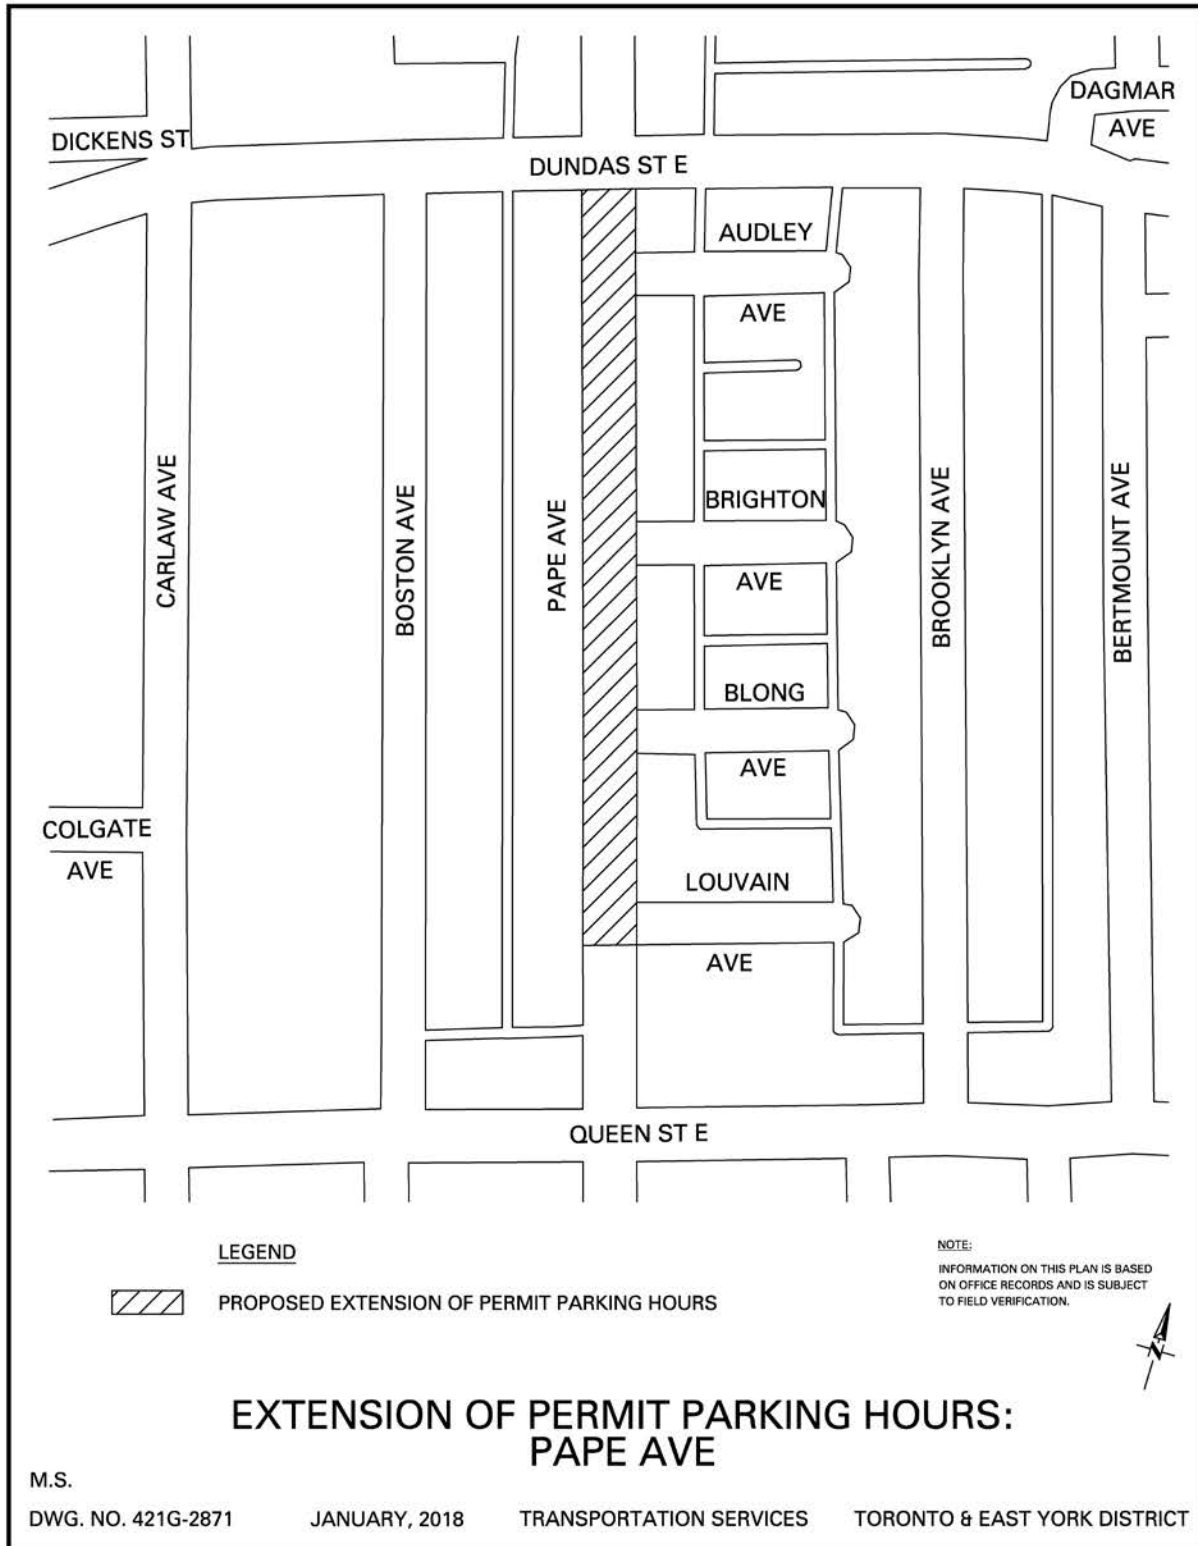 DAGMAR
AVE
DICKENS ST
DUNDAS ST E
AUDLEY
AVE
CARLAW AVE
BOSTON AVE
PAPE AVE
BRIGHTON
AVE
BROOKLYN AVE
BERTMOUNT AVE
BLONG
AVE
COLGATE
AVE
LOUVAIN
AVE
QUEEN ST E
LEGEND
PROPOSED EXTENSION OF PERMIT PARKING HOURS
NOTE:
INFORMATION ON THIS PLAN IS BASED
ON OFFICE RECORDS AND IS SUBJECT
TO FIELD VERIFICATION.
N
EXTENSION OF PERMIT PARKING HOURS:
PAPE AVE
M.S.
DWG. NO. 421G-2871 JANUARY, 2018 TRANSPORTATION SERVICES TORONTO & EAST YORK DISTRICT